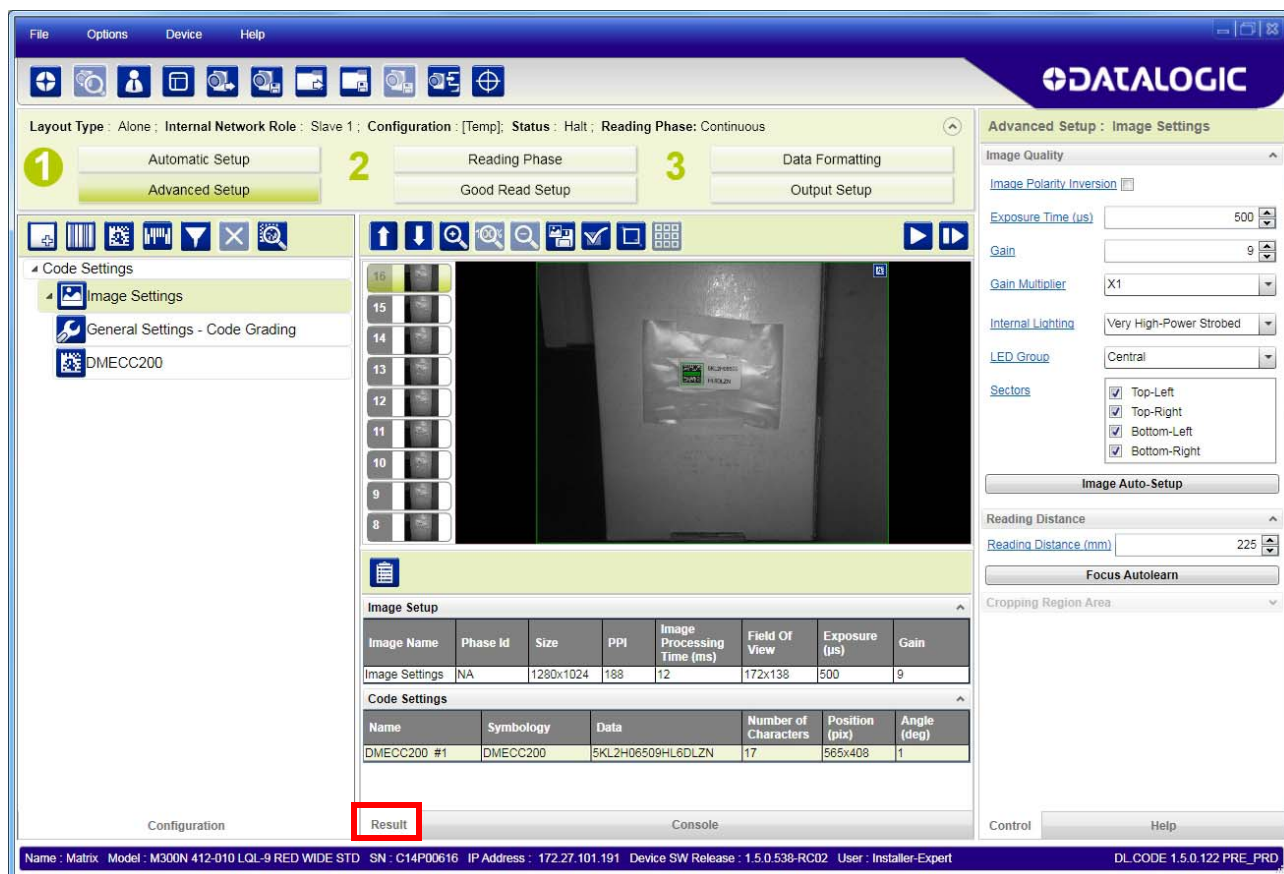 File Options Device Help
DATALOGIC
Layout Type : Alone ; Internal Network Role : Slave 1 ; Configuration : [Temp]; Status : Halt ; Reading Phase: Continuous
1 Automatic Setup 2 Reading Phase 3 Data Formatting
Advanced Setup Good Read Setup Output Setup
100%
Code Settings
Image Settings
General Settings - Code Grading
DMECC200
16
15
14
13
12
11
10
9
8
Image Setup
Image Name Phase Id Size PPI Image Processing Time (ms) Field Of View Exposure (µs) Gain
Image Settings NA 1280x1024 188 12 172x138 500 9
Code Settings
Name Symbology Data Number of Characters Position (pix) Angle (deg)
DMECC200 #1 DMECC200 5KL2H06509HL6DLZN 17 565x408 1
Configuration
Result Console
Advanced Setup : Image Settings
Image Quality
Image Polarity Inversion
Exposure Time (µs) 500
Gain 9
Gain Multiplier X1
Internal Lighting Very High-Power Strobed
LED Group Central
Sectors Top-Left
Top-Right
Bottom-Left
Bottom-Right
Image Auto-Setup
Reading Distance
Reading Distance (mm) 225
Focus Autolearn
Cropping Region Area
Control Help
Name : Matrix Model : M300N 412-010 LQL-9 RED WIDE STD SN : C14P00616 IP Address : 172.27.101.191 Device SW Release : 1.5.0.538-RC02 User : Installer-Expert DL.CODE 1.5.0.122 PRE_PRD